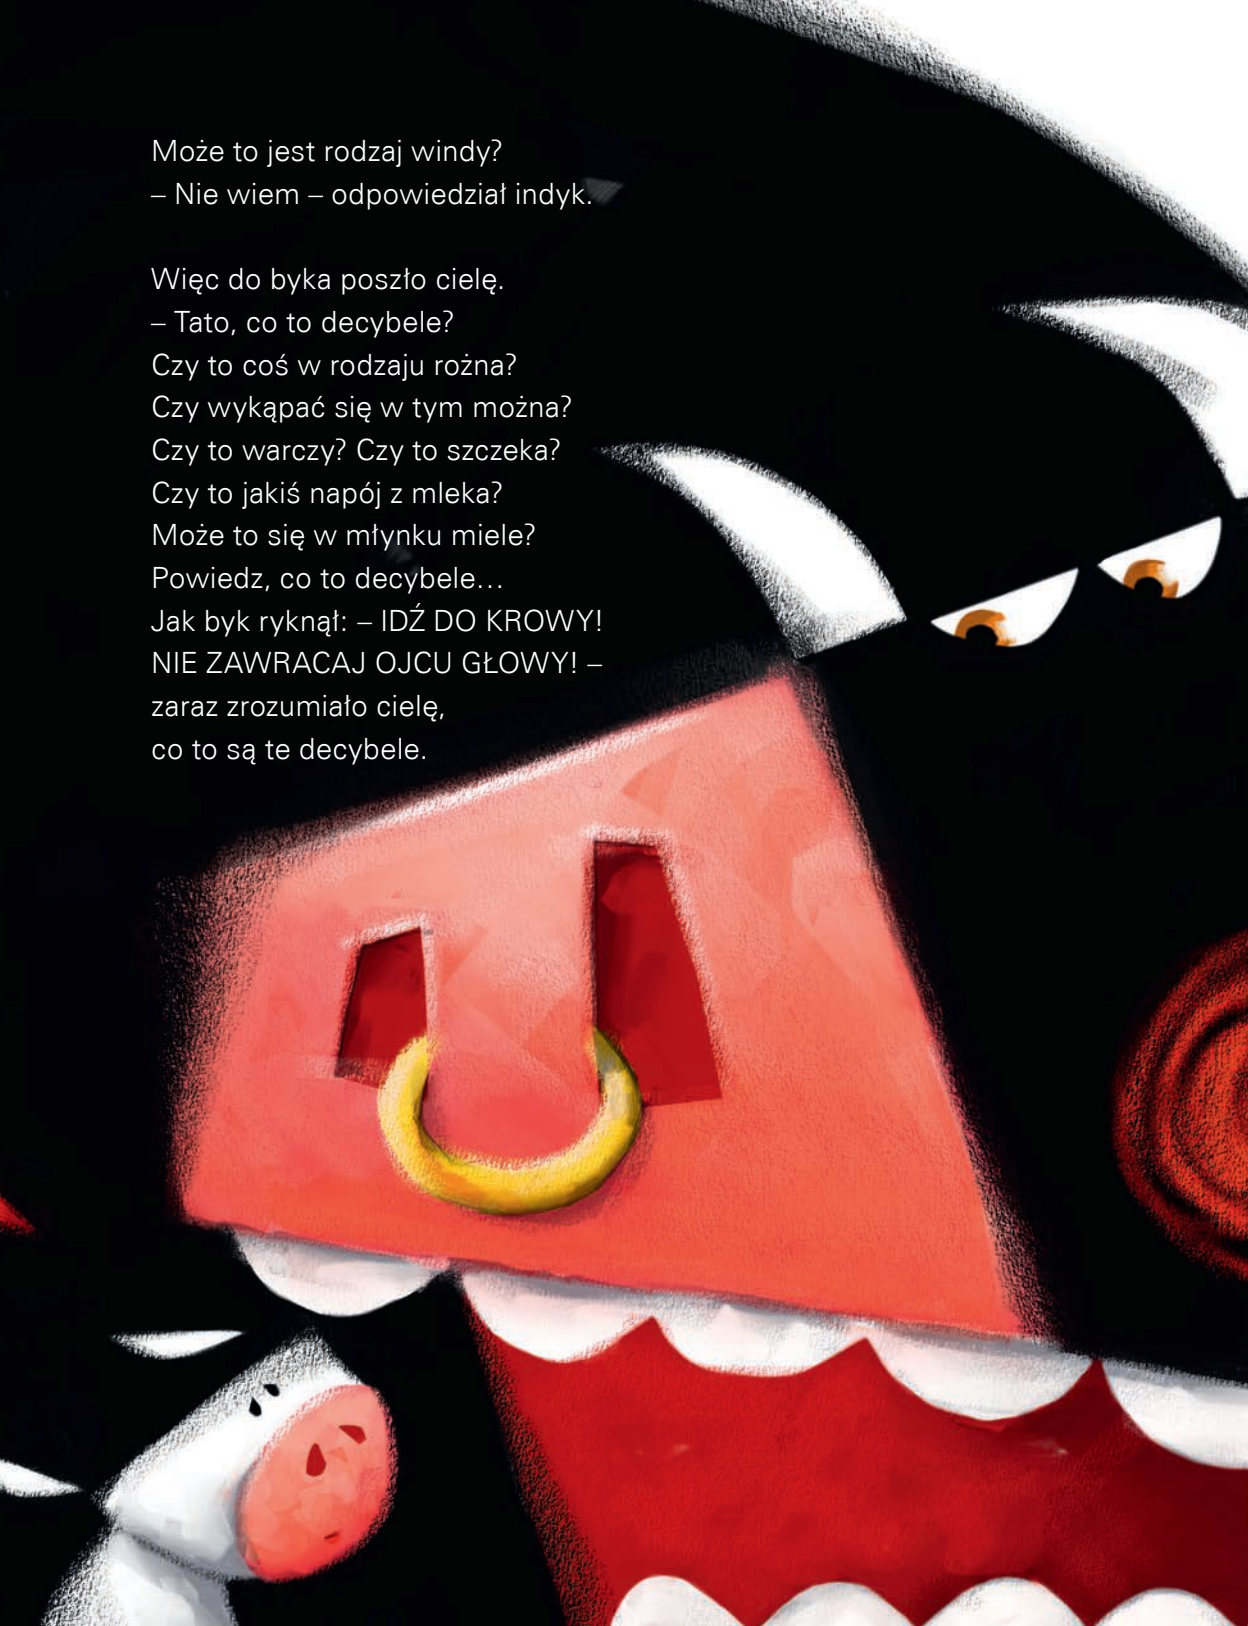 Może to jest rodzaj windy?
– Nie wiem – odpowiedział indyk.
Więc do byka poszło cielę.
– Tato, co to decybele?
Czy to coś w rodzaju rożna?
Czy wykąpać się w tym można?
Czy to warczy? Czy to szczeka?
Czy to jakiś napój z mleka?
Może to się w młynku miele?
Powiedz, co to decybele…
Jak byk ryknął: – IDŹ DO KROWY!
NIE ZAWRACAJ OJCU GŁOWY! –
zaraz zrozumiało cielę,
co to są te decybele.